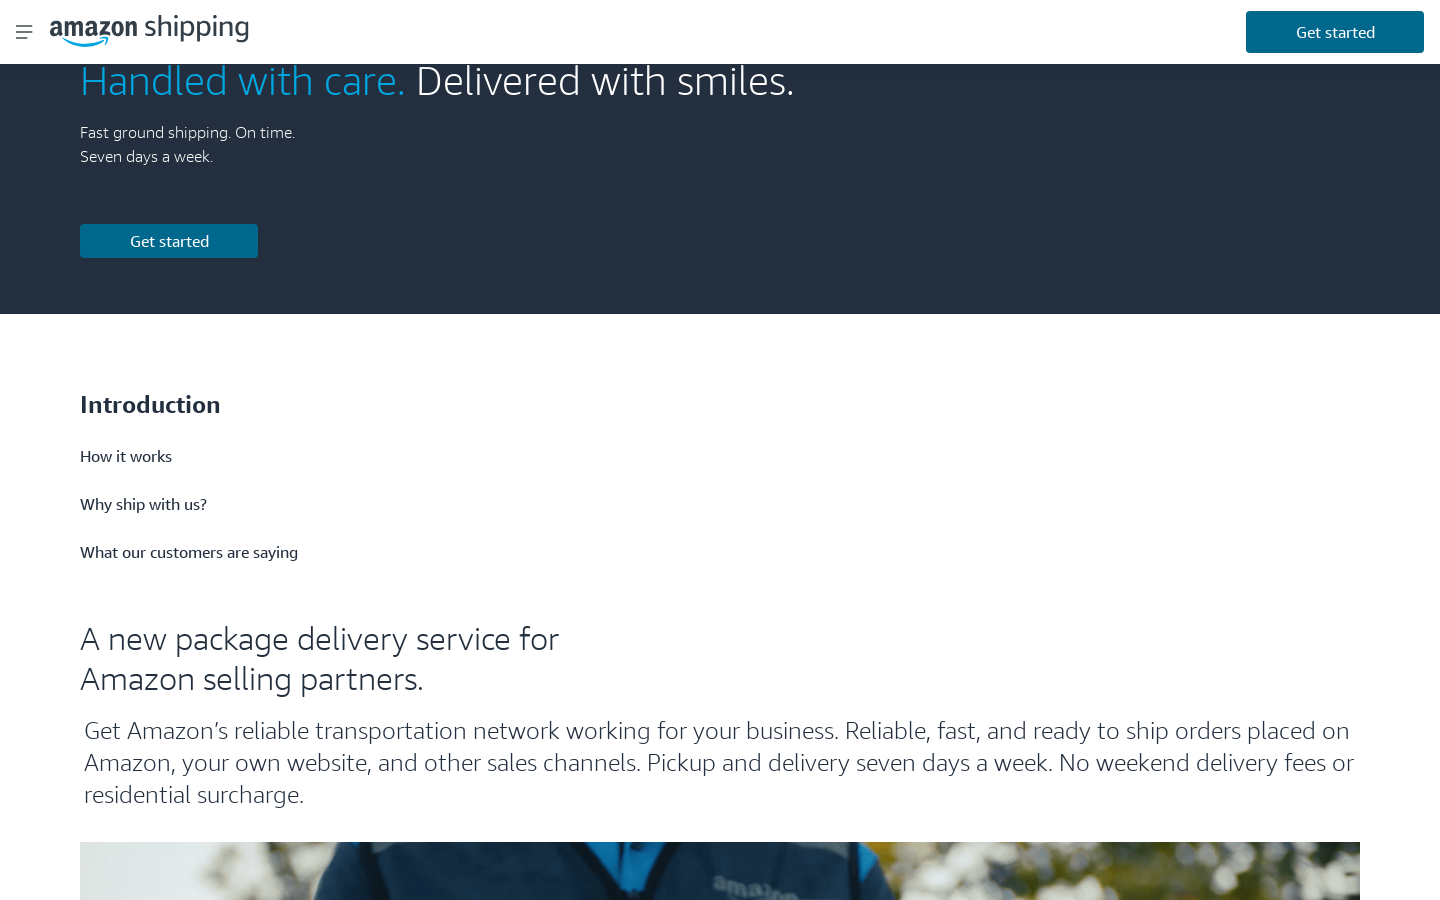 amazon shipping
Get started
Handled with care. Delivered with smiles.
Fast ground shipping. On time.
Seven days a week.
Get started
Introduction
How it works
Why ship with us?
What our customers are saying
A new package delivery service for
Amazon selling partners.
Get Amazon’s reliable transportation network working for your business. Reliable, fast, and ready to ship orders placed on
Amazon, your own website, and other sales channels. Pickup and delivery seven days a week. No weekend delivery fees or
residential surcharge.
amazon